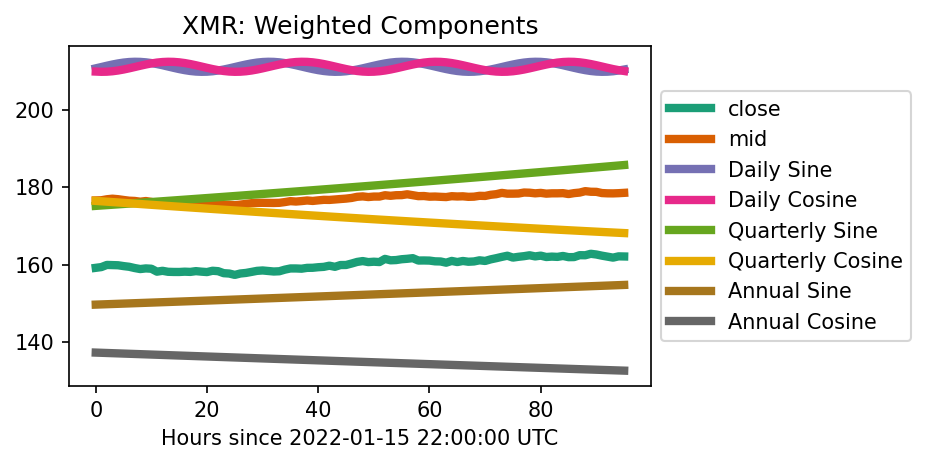 XMR: Weighted Components
200
180
160
140
0 20 40 60 80
Hours since 2022-01-15 22:00:00 UTC
close
mid
Daily Sine
Daily Cosine
Quarterly Sine
Quarterly Cosine
Annual Sine
Annual Cosine